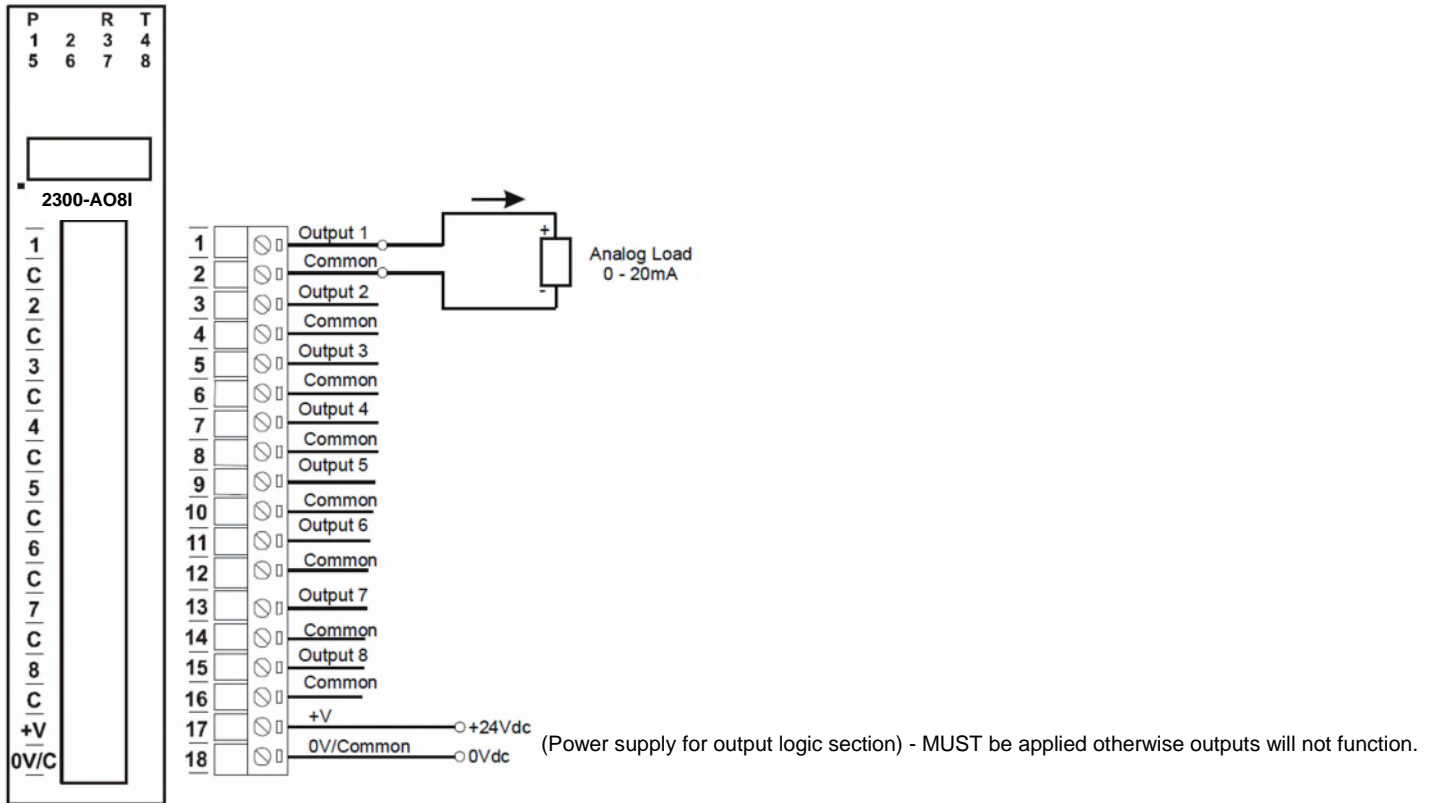 P R T
1 2 3 4
5 6 7 8
2300-AO8I
1
C
2
C
3
C
4
C
5
C
6
C
7
C
8
C
+V
0V/C
1 Output 1
2 Common
3 Output 2
4 Common
5 Output 3
6 Common
7 Output 4
8 Common
9 Output 5
10 Common
11 Output 6
12 Common
13 Output 7
14 Common
15 Output 8
16 Common
17 +V +24Vdc
18 0V/Common 0Vdc
+
-
Analog Load
0 - 20mA
(Power supply for output logic section) - MUST be applied otherwise outputs will not function.